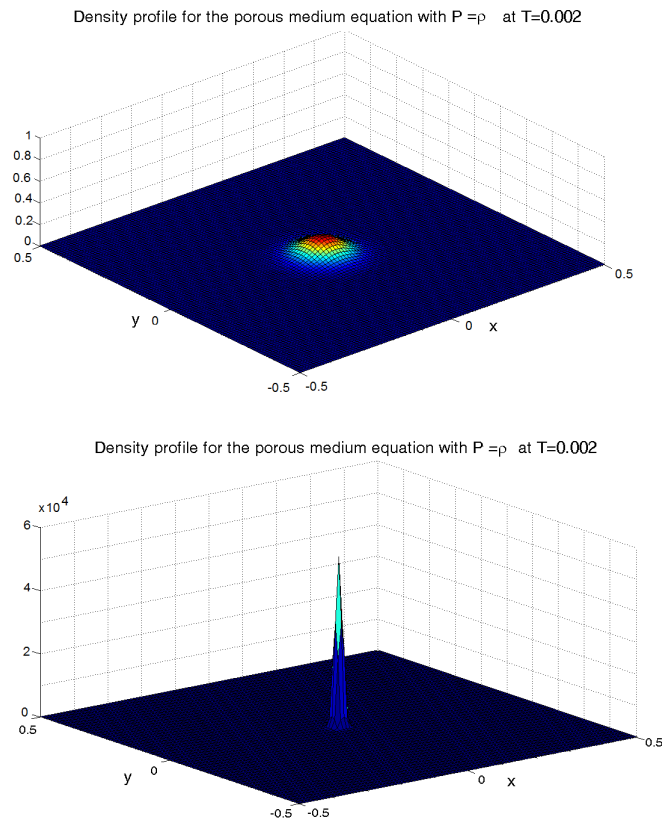 Density profile for the porous medium equation with P =ρ at T=0.002
1
0.8
0.6
0.4
0.2
0
0.5
y 0
-0.5 -0.5
0 x
0.5
Density profile for the porous medium equation with P =ρ at T=0.002
x10^4
6
4
2
0
0.5
y 0
-0.5 -0.5
0 x
0.5